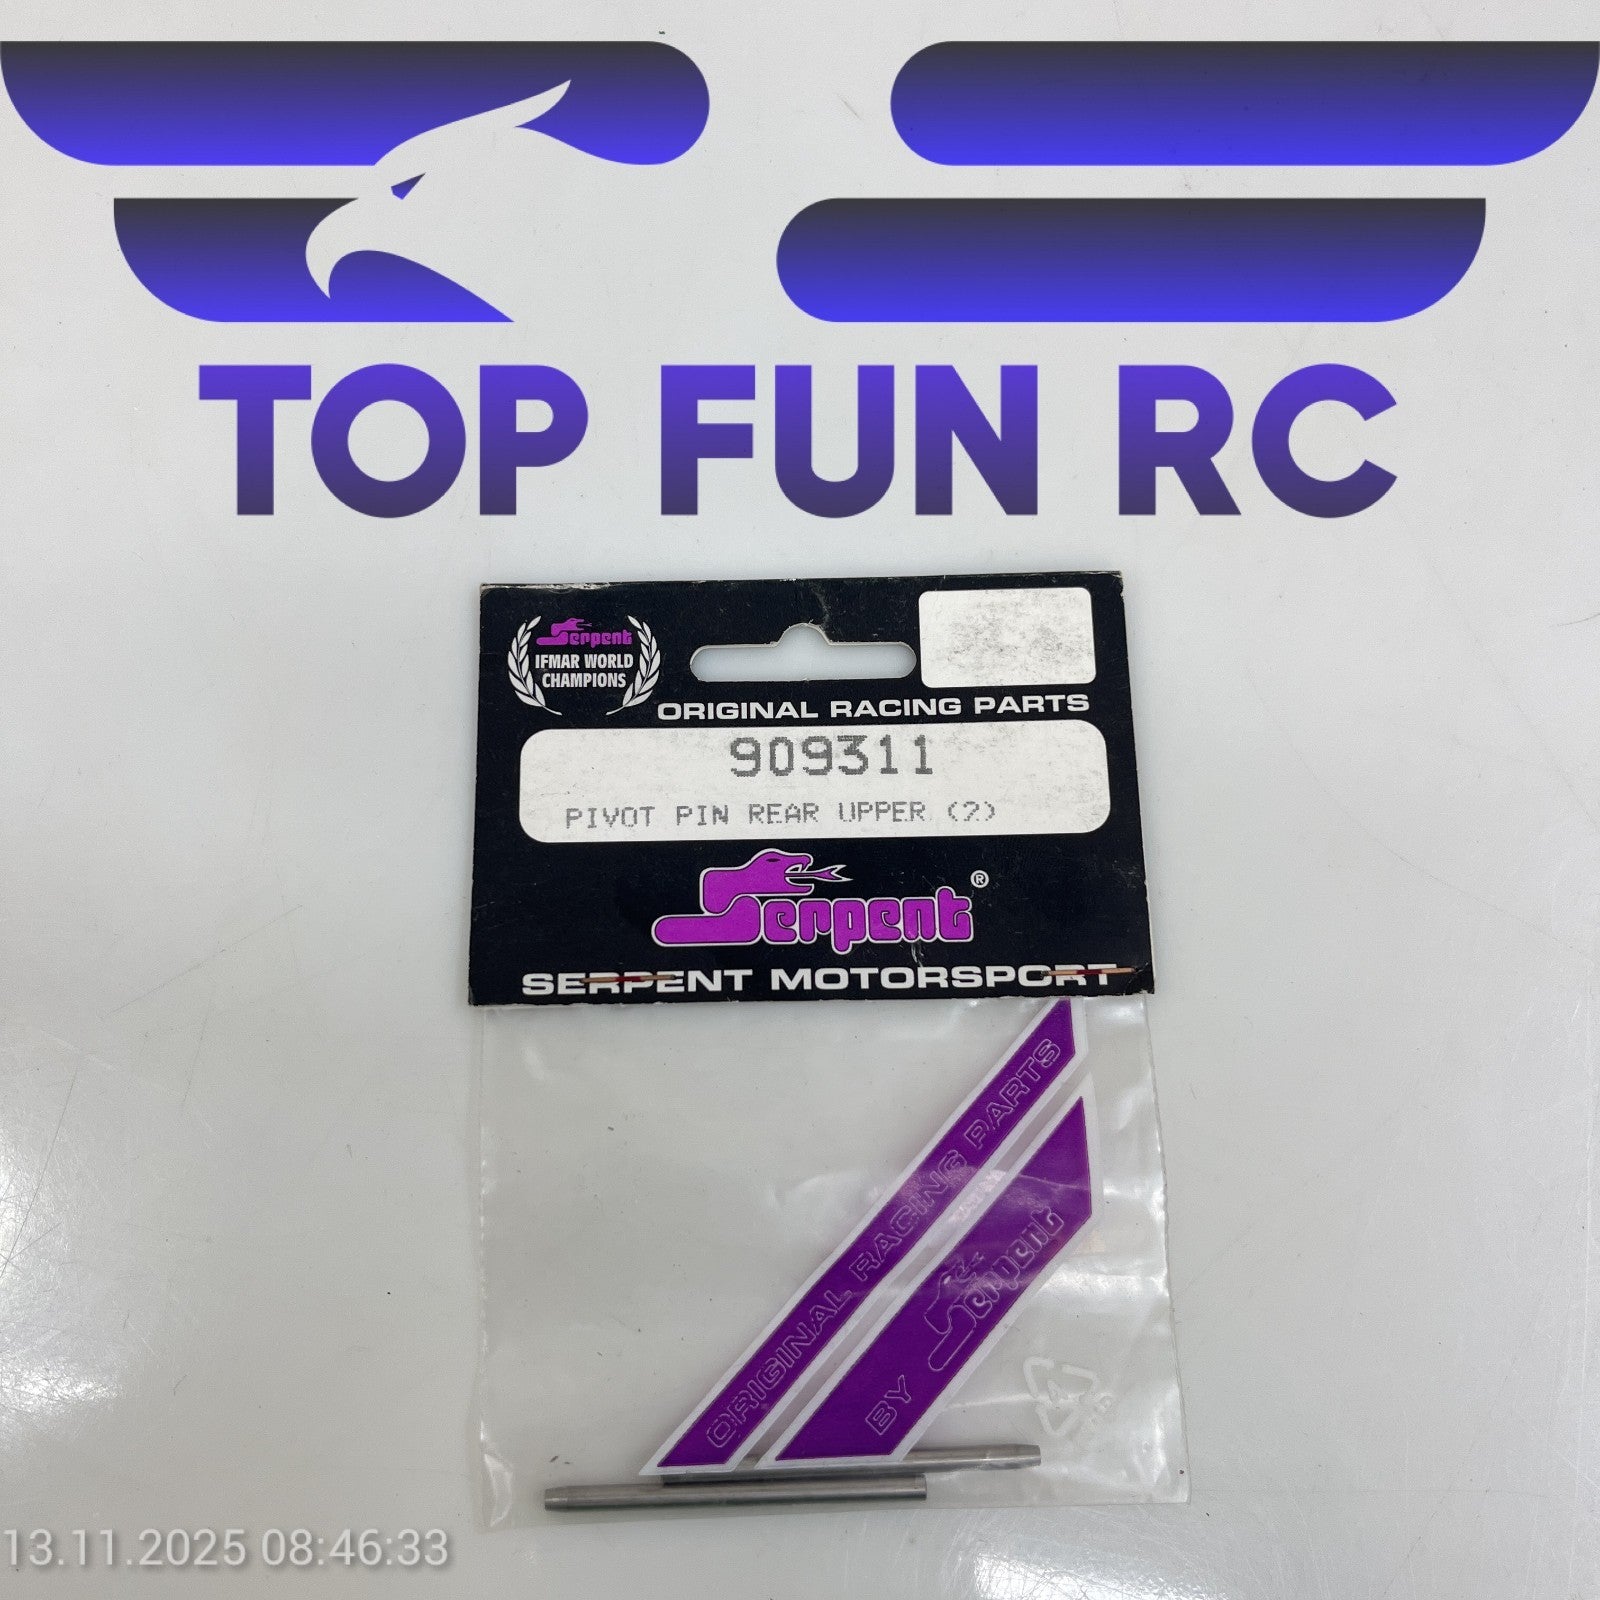 TOP FUN RC
Serpent
IFMAR WORLD
CHAMPIONS
ORIGINAL RACING PARTS
909311
PIVOT PIN REAR UPPER (2)
Serpent®
SERPENT MOTORSPORT
ORIGINAL RACING PARTS
BY Serpent
13.11.2025 08:46:33